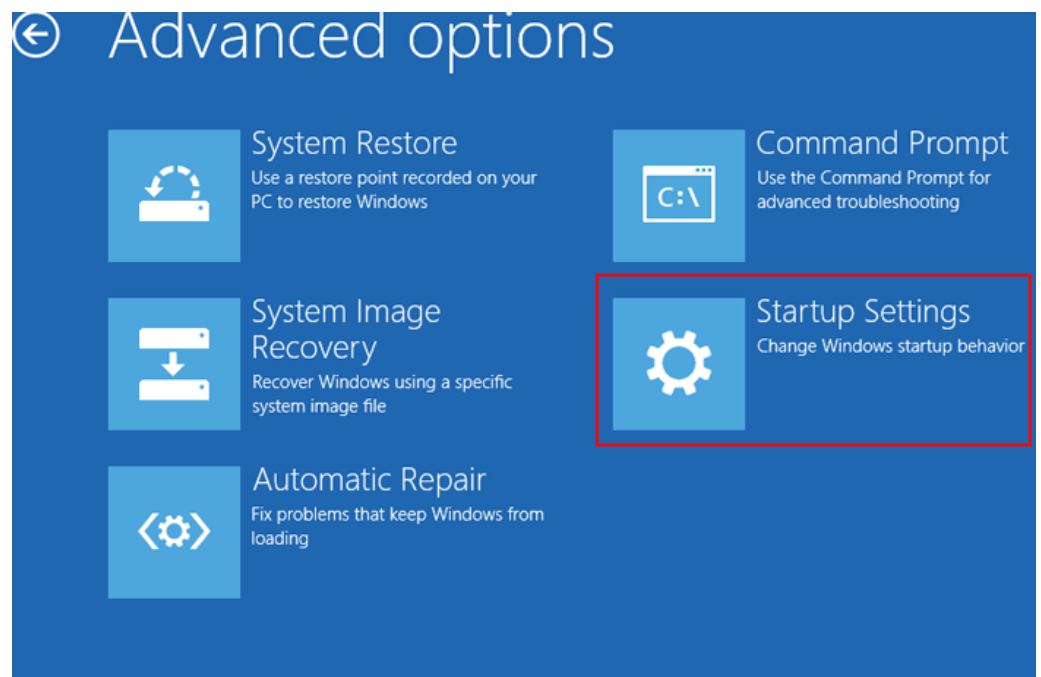 Advanced options
System Restore
Use a restore point recorded on your
PC to restore Windows
System Image
Recovery
Recover Windows using a specific
system image file
Automatic Repair
Fix problems that keep Windows from
loading
C:\
Command Prompt
Use the Command Prompt for
advanced troubleshooting
Startup Settings
Change Windows startup behavior